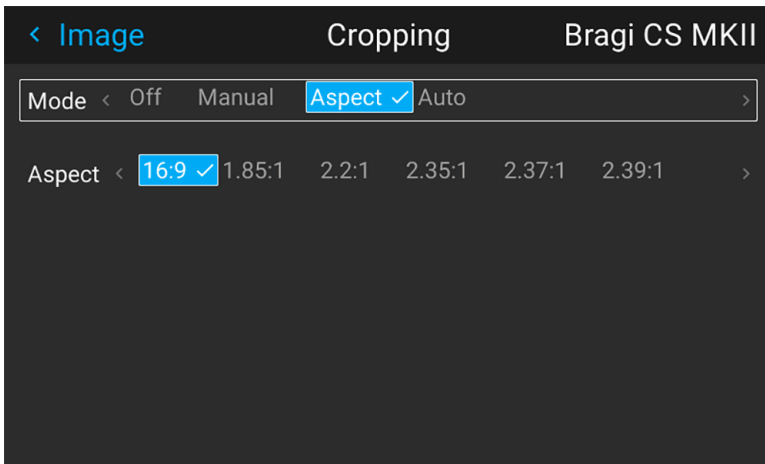 Image Cropping Bragi CS MKII
Mode Off Manual Aspect Auto
Aspect 16:9 1.85:1 2.2:1 2.35:1 2.37:1 2.39:1